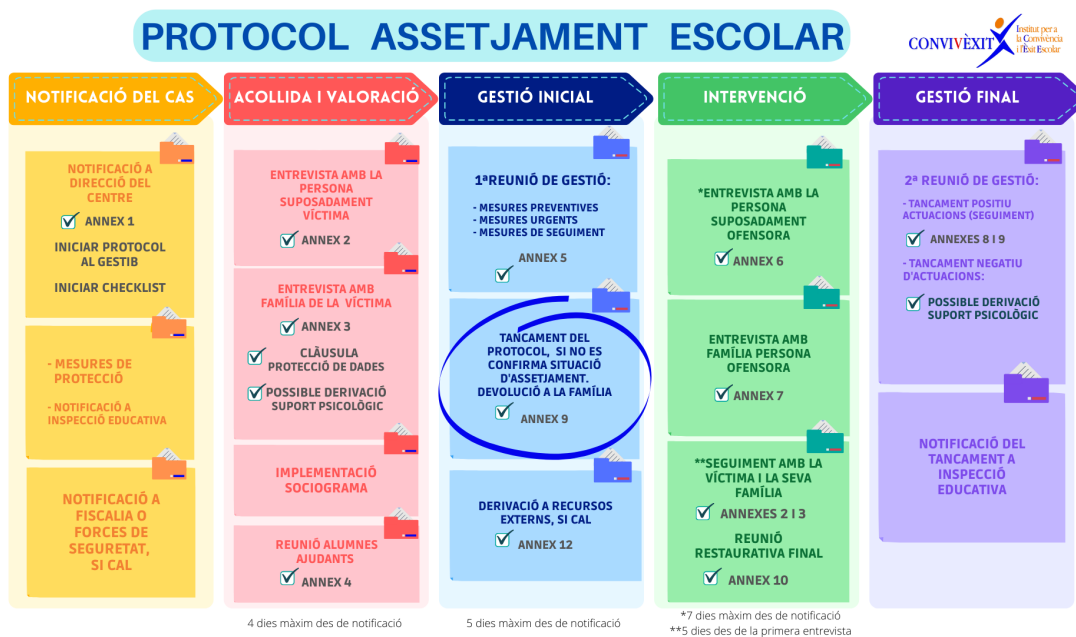 PROTOCOL ASSETJAMENT ESCOLAR
CONVIVÈXIT
Institut per a
la Convivència
i l'Èxit Escolar
NOTIFICACIÓ DEL CAS
NOTIFICACIÓ A
DIRECCIÓ DEL
CENTRE
ANNEX 1
INICIAR PROTOCOL
AL GESTIB
INICIAR CHECKLIST
- MESURES DE
PROTECCIÓ
- NOTIFICACIÓ A
INSPECCIÓ EDUCATIVA
NOTIFICACIÓ A
FISCALIA O
FORCES DE
SEGURETAT,
SI CAL
ACOLLIDA I VALORACIÓ
ENTREVISTA AMB LA
PERSONA
SUPOSADAMENT
VÍCTIMA
ANNEX 2
ENTREVISTA AMB
FAMÍLIA DE LA VÍCTIMA
ANNEX 3
CLÀUSULA
PROTECCIÓ DE DADES
POSSIBLE DERIVACIÓ
SUPORT PSICOLÒGIC
IMPLEMENTACIÓ
SOCIOGRAMA
REUNIÓ ALUMNES
AJUDANTS
ANNEX 4
4 dies màxim des de notificació
GESTIÓ INICIAL
1ªREUNIÓ DE GESTIÓ:
- MESURES PREVENTIVES
- MESURES URGENTS
- MESURES DE SEGUIMENT
ANNEX 5
TANCAMENT DEL
PROTOCOL, SI NO ES
CONFIRMA SITUACIÓ
D'ASSETJAMENT.
DEVOLUCIÓ A LA FAMÍLIA
ANNEX 9
DERIVACIÓ A RECURSOS
EXTERNS, SI CAL
ANNEX 12
5 dies màxim des de notificació
INTERVENCIÓ
*ENTREVISTA AMB LA
PERSONA
SUPOSADAMENT
OFENSORA
ANNEX 6
ENTREVISTA AMB
FAMÍLIA PERSONA
OFENSORA
ANNEX 7
**SEGUIMENT AMB LA
VÍCTIMA I LA SEVA
FAMÍLIA
ANNEXES 2 I 3
REUNIÓ
RESTAURATIVA FINAL
ANNEX 10
*7 dies màxim des de notificació
**5 dies des de la primera entrevista
GESTIÓ FINAL
2ª REUNIÓ DE GESTIÓ:
- TANCAMENT POSITIU
ACTUACIONS (SEGUIMENT)
ANNEXES 8 I 9
- TANCAMENT NEGATIU
D'ACTUACIONS:
POSSIBLE DERIVACIÓ
SUPORT PSICOLÒGIC
NOTIFICACIÓ DEL
TANCAMENT A
INSPECCIÓ
EDUCATIVA